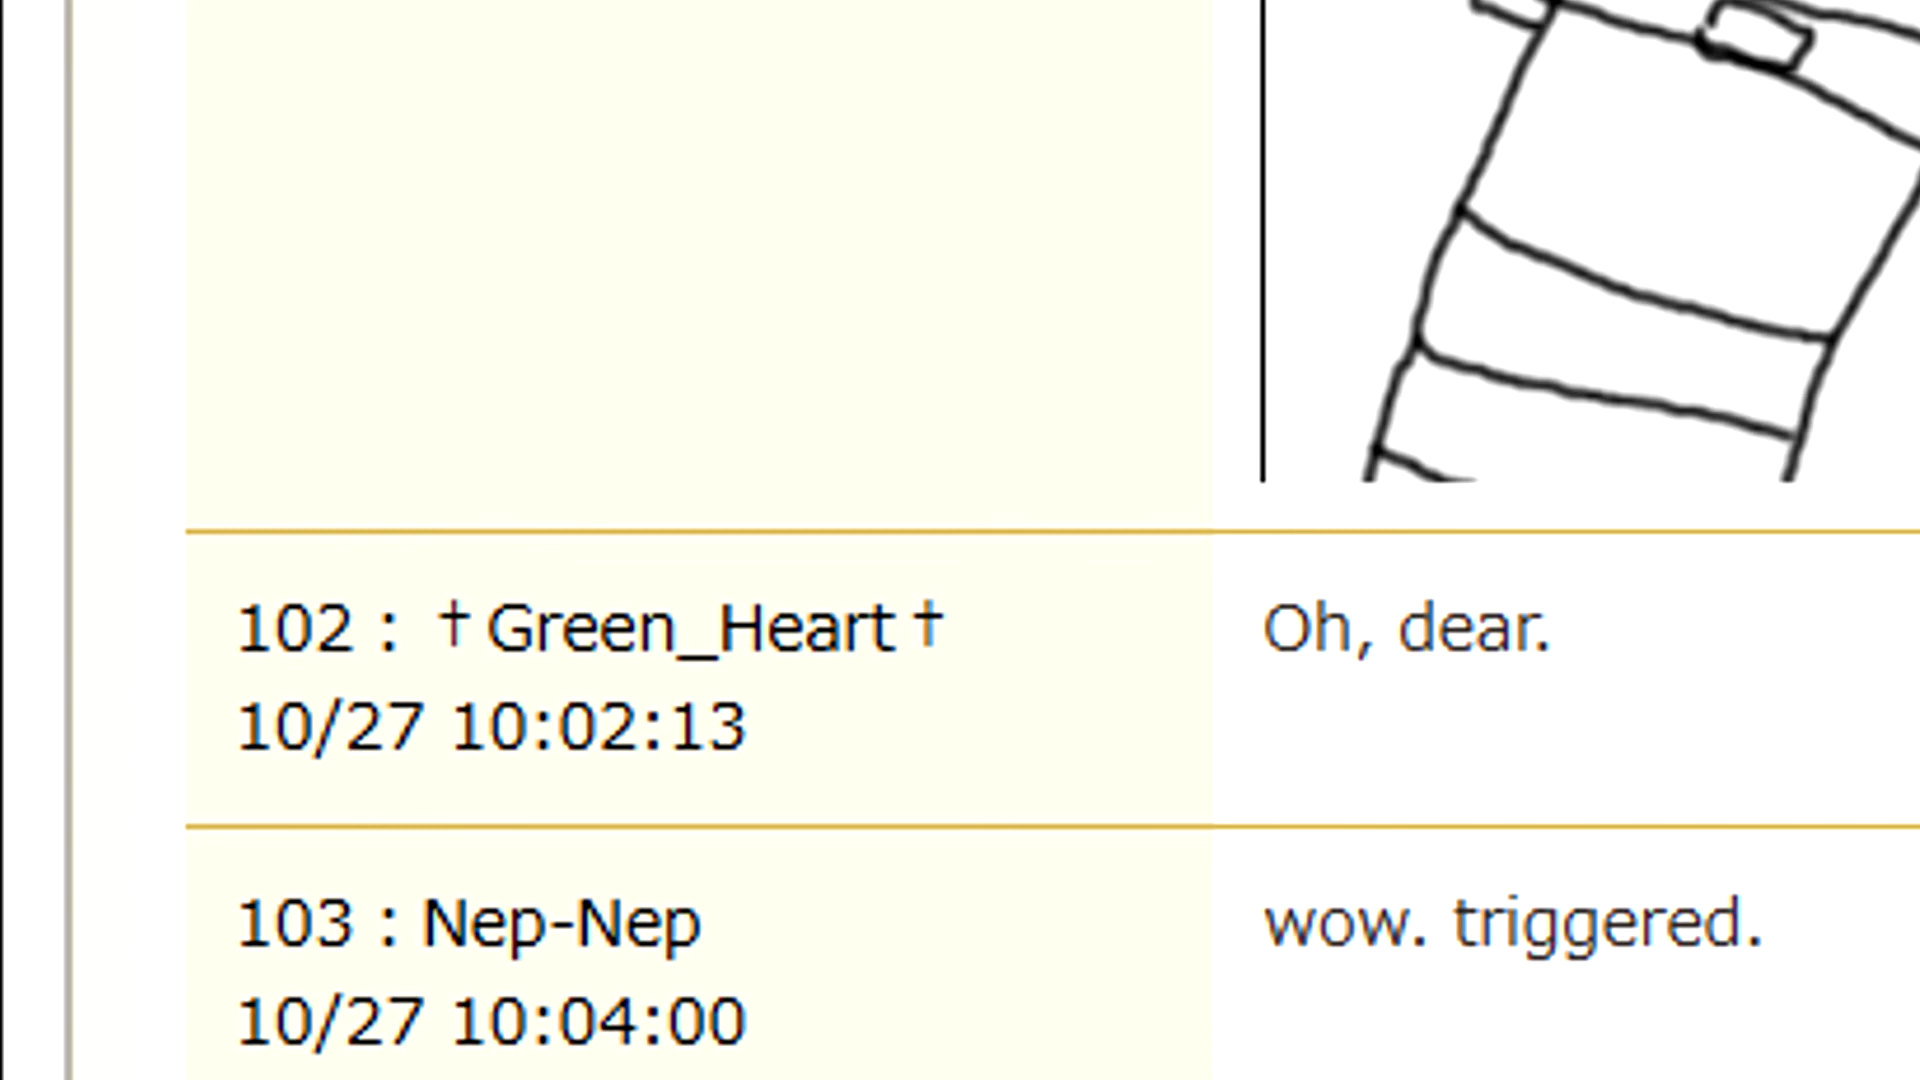 102 : †Green_Heart†
Oh, dear.
10/27 10:02:13
103 : Nep-Nep
wow. triggered.
10/27 10:04:00